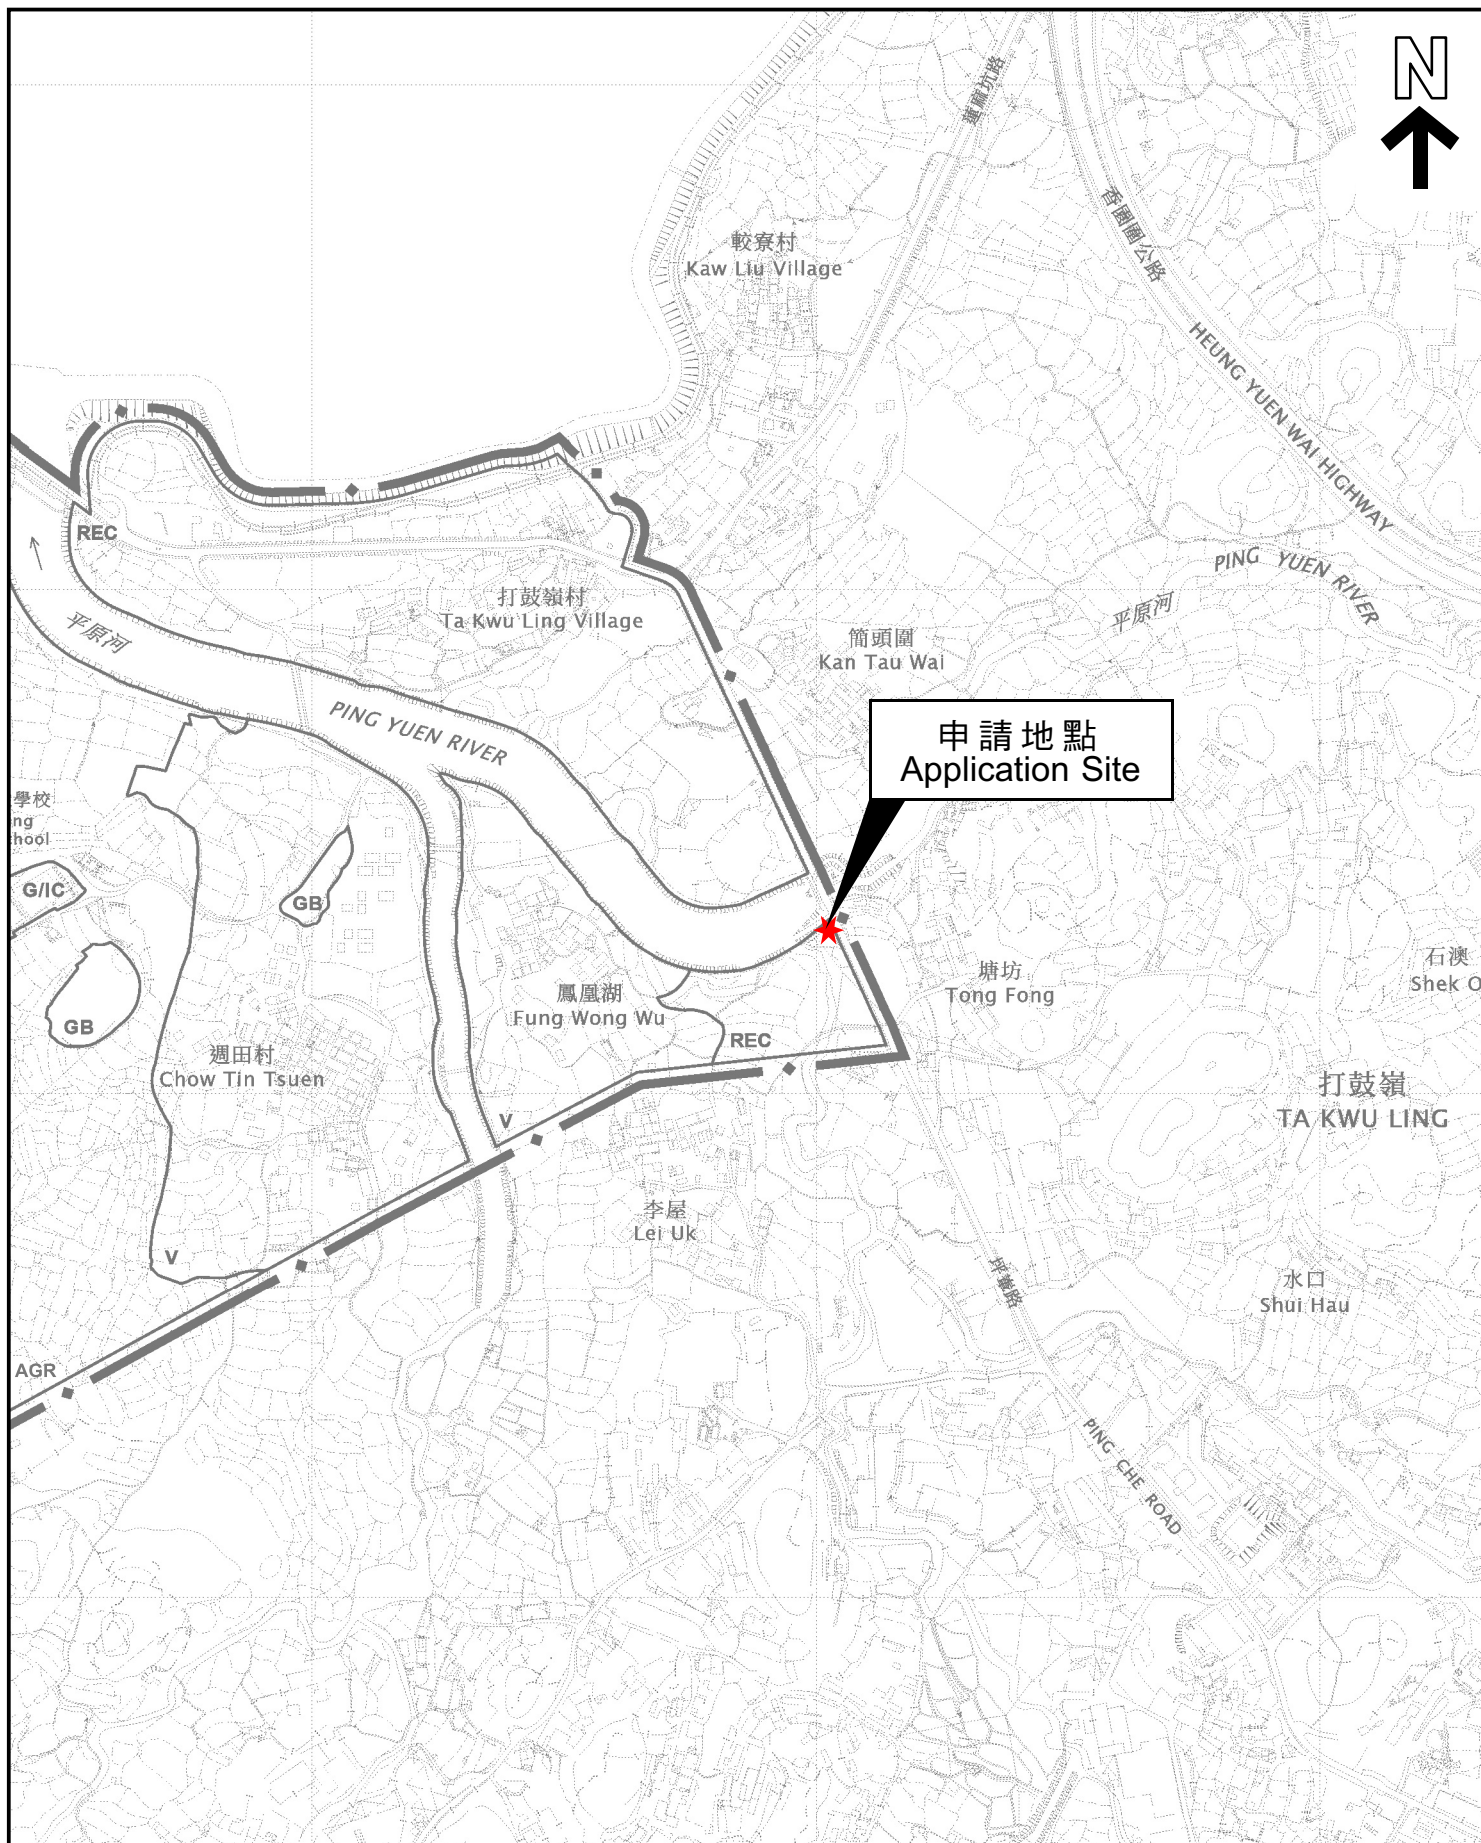 N
蓮麻坑路
香園圍公路
較寮村
Kaw Liu Village
HEUNG YUEN WAI HIGHWAY
REC
PING YUEN RIVER
平原河
打鼓嶺村
Ta Kwu Ling Village
平原河
簡頭圍
Kan Tau Wai
PING YUEN RIVER
申請地點
Application Site
學校
ng
hool
G/IC
GB
石澳
Shek O
塘坊
Tong Fong
鳳凰湖
Fung Wong Wu
GB
REC
週田村
Chow Tin Tsuen
打鼓嶺
TA KWU LING
V
李屋
Lei Uk
V
坪輋路
水口
Shui Hau
AGR
PING CHE ROAD